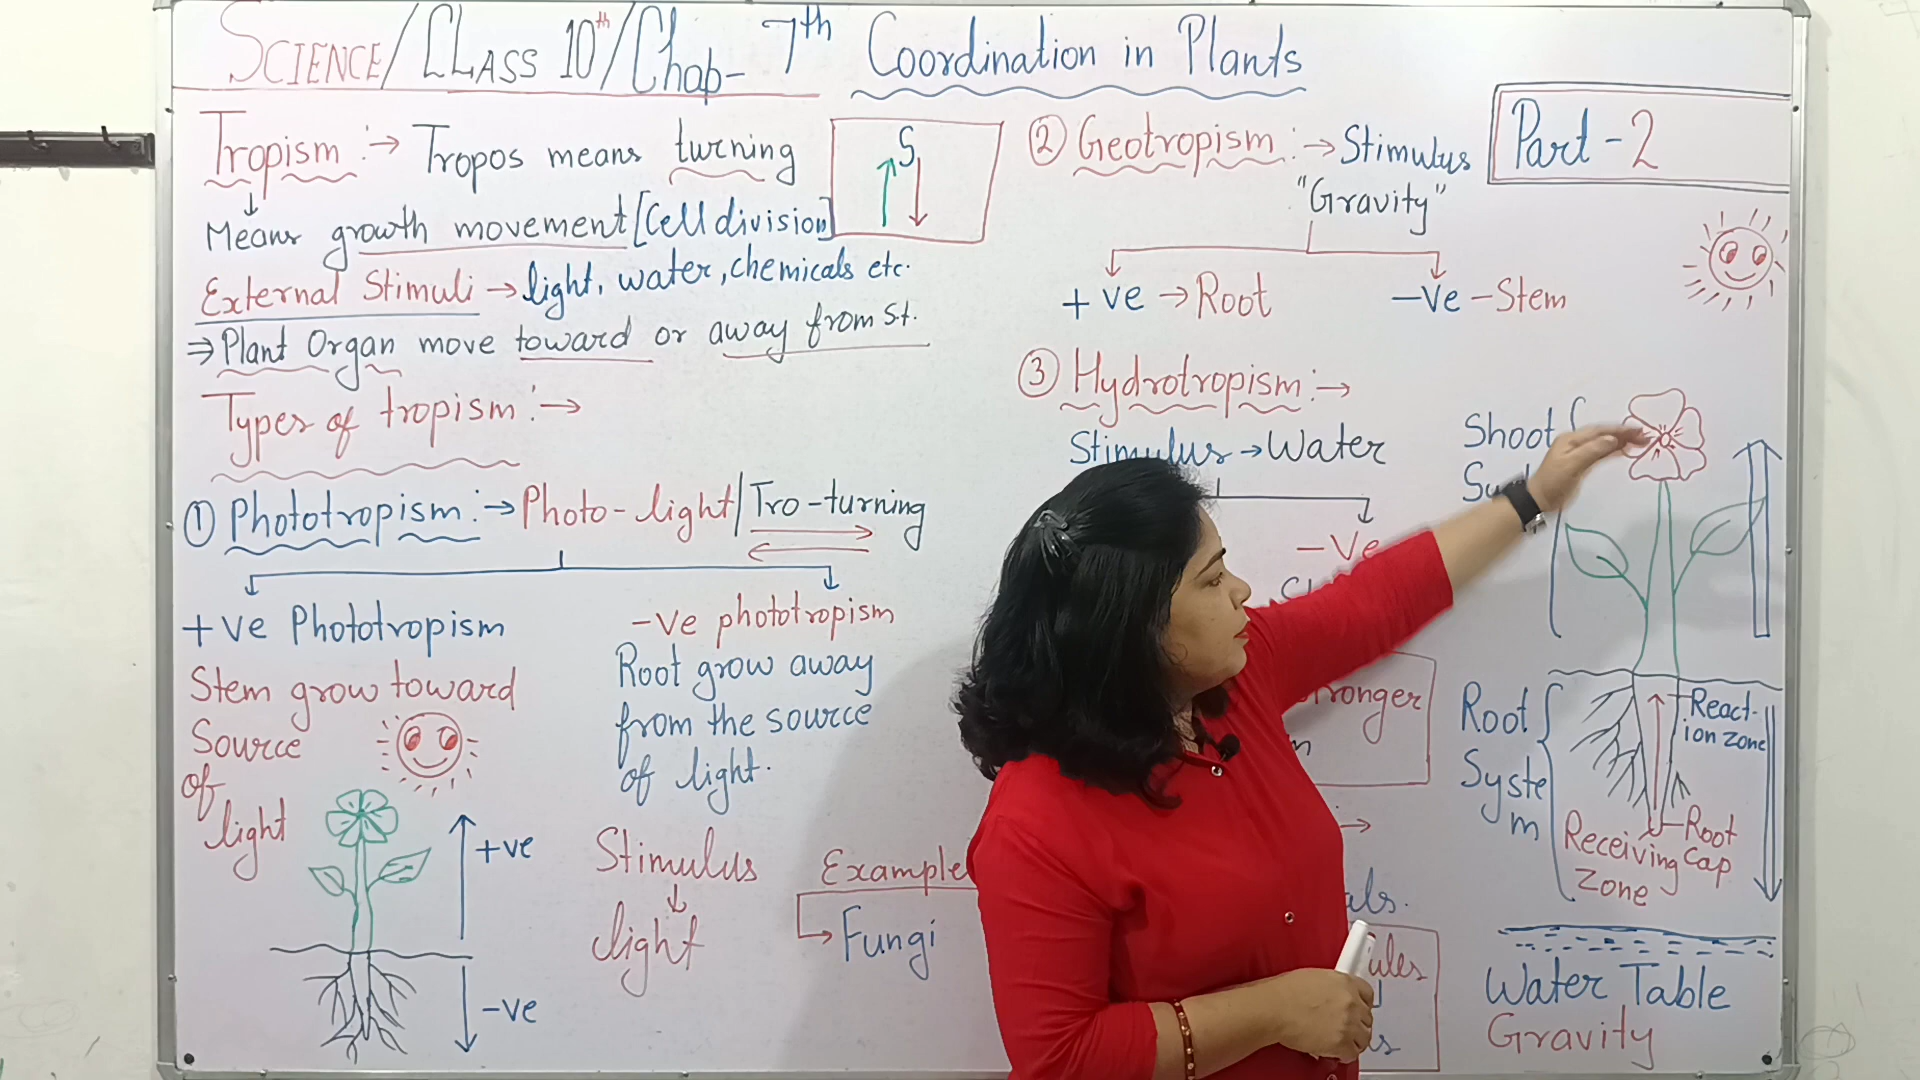 SCIENCE/CLASS 10th/Chap- 7th Coordination in Plants
Tropism :→ Tropos means turning
Means growth movement [Cell division]
External Stimuli → light, water, chemicals etc.
⇒ Plant Organ move toward or away from st.
Types of tropism :→
S
① Phototropism :→ Photo-light/Tro-turning
+ve Phototropism
Stem grow toward
Source
of
light
+ve
-ve
-ve phototropism
Root grow away
from the source
of light.
Stimulus
↓
light
Example
Fungi
② Geotropism :→ Stimulus
"Gravity"
+ve → Root
-ve - Stem
③ Hydrotropism :→
Stimulus → Water
-ve
Part - 2
Shoot
Root
Syste
m
React-
ion zone
Root
Cap
Receiving
Zone
Water Table
Gravity